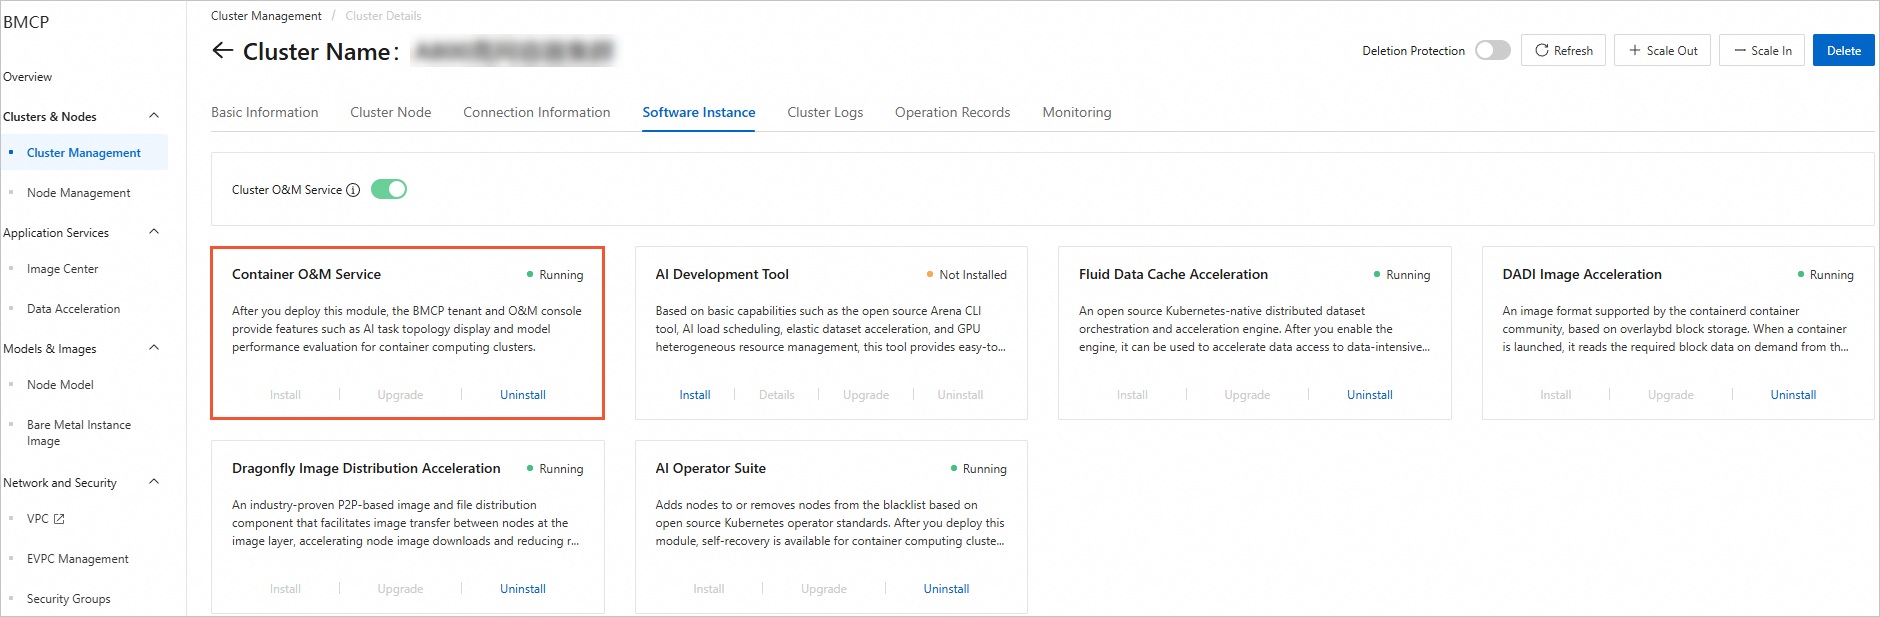 BMCP
Overview
Clusters & Nodes
Cluster Management
Node Management
Application Services
Image Center
Data Acceleration
Models & Images
Node Model
Bare Metal Instance
Image
Network and Security
VPC
EVPC Management
Security Groups
Cluster Management / Cluster Details
Cluster Name:
Deletion Protection Refresh Scale Out Scale In Delete
Basic Information Cluster Node Connection Information Software Instance Cluster Logs Operation Records Monitoring
Cluster O&M Service
Container O&M Service Running
After you deploy this module, the BMCP tenant and O&M console
provide features such as AI task topology display and model
performance evaluation for container computing clusters.
Install Upgrade Uninstall
AI Development Tool Not Installed
Based on basic capabilities such as the open source Arena CLI
tool, AI load scheduling, elastic dataset acceleration, and GPU
heterogeneous resource management, this tool provides easy-to...
Install Details Upgrade Uninstall
Fluid Data Cache Acceleration Running
An open source Kubernetes-native distributed dataset
orchestration and acceleration engine. After you enable the
engine, it can be used to accelerate data access to data-intensive...
Install Upgrade Uninstall
DADI Image Acceleration Running
An image format supported by the containerd container
community, based on overlaybd block storage. When a container
is launched, it reads the required block data on demand from th...
Install Upgrade Uninstall
Dragonfly Image Distribution Acceleration Running
An industry-proven P2P-based image and file distribution
component that facilitates image transfer between nodes at the
image layer, accelerating node image downloads and reducing r...
Install Upgrade Uninstall
AI Operator Suite Running
Adds nodes to or removes nodes from the blacklist based on
open source Kubernetes operator standards. After you deploy this
module, self-recovery is available for container computing cluste...
Install Upgrade Uninstall